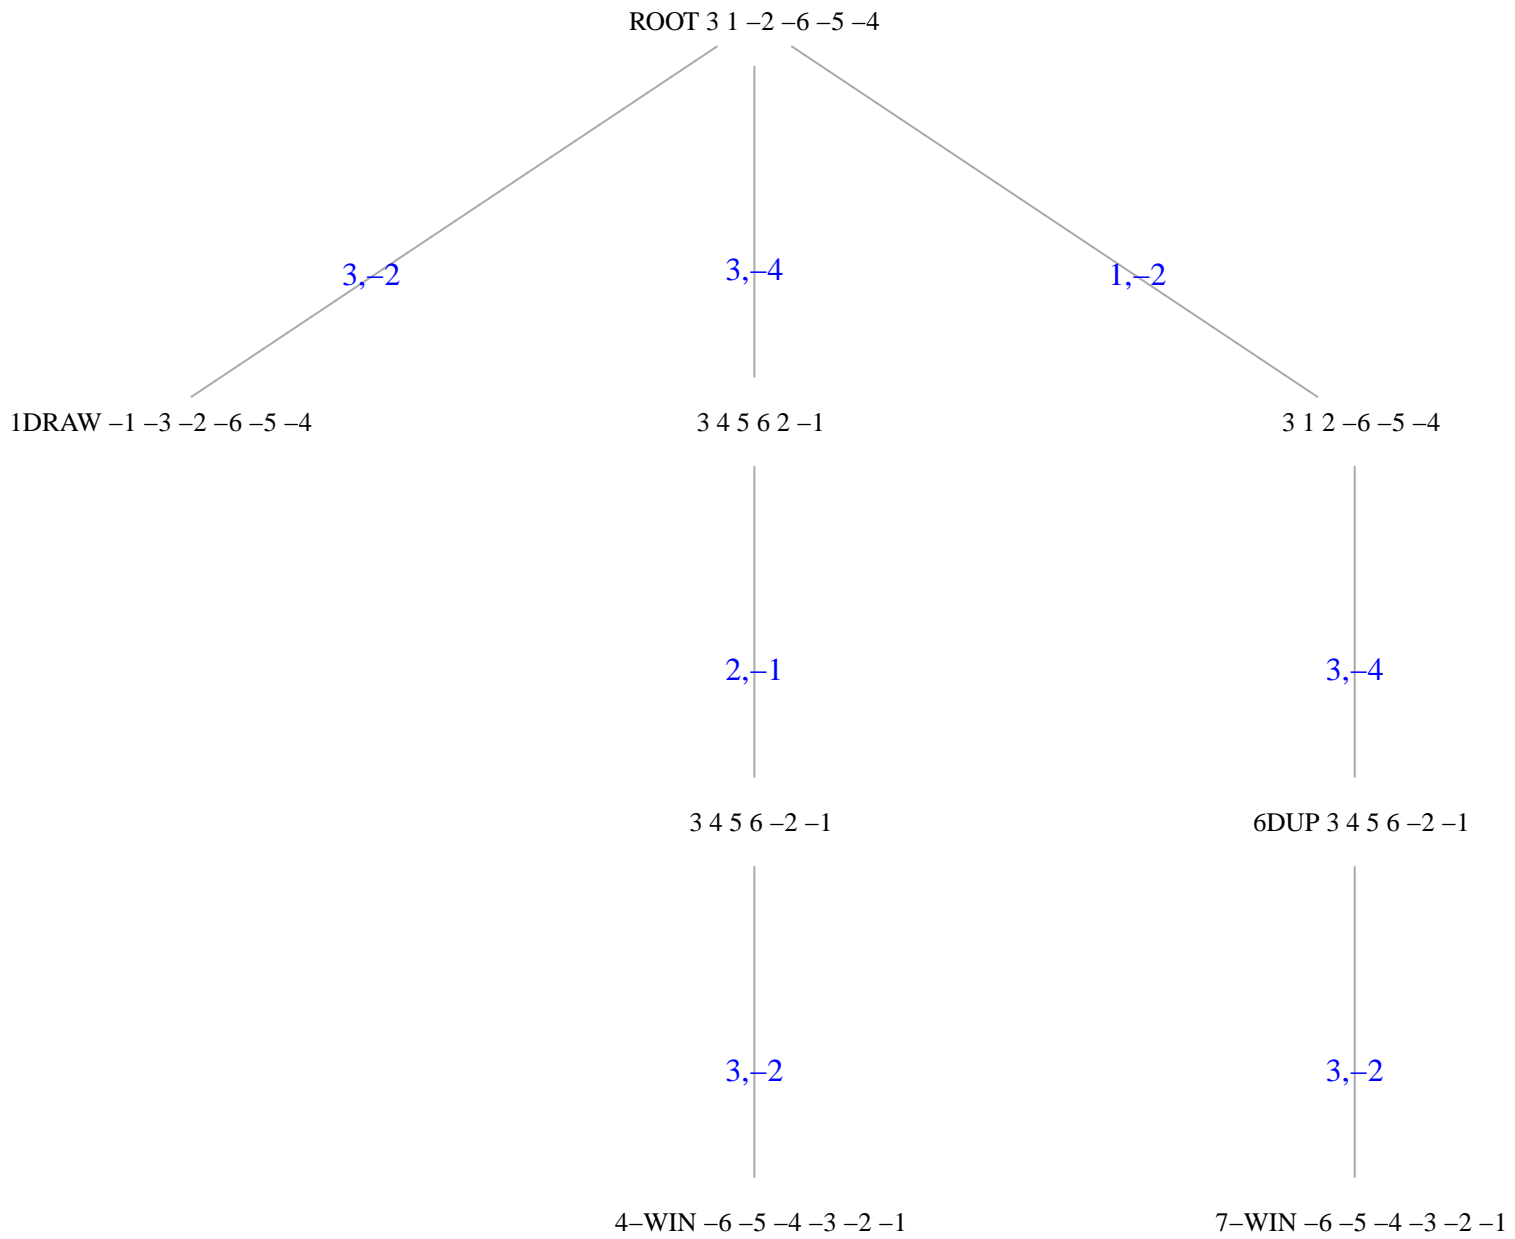 ROOT 3 1 –2 –6 –5 –4
3,–2
3,–4
1,–2
1DRAW –1 –3 –2 –6 –5 –4
3 4 5 6 2 –1
3 1 2 –6 –5 –4
2,–1
3,–4
3 4 5 6 –2 –1
6DUP 3 4 5 6 –2 –1
3,–2
3,–2
4–WIN –6 –5 –4 –3 –2 –1
7–WIN –6 –5 –4 –3 –2 –1